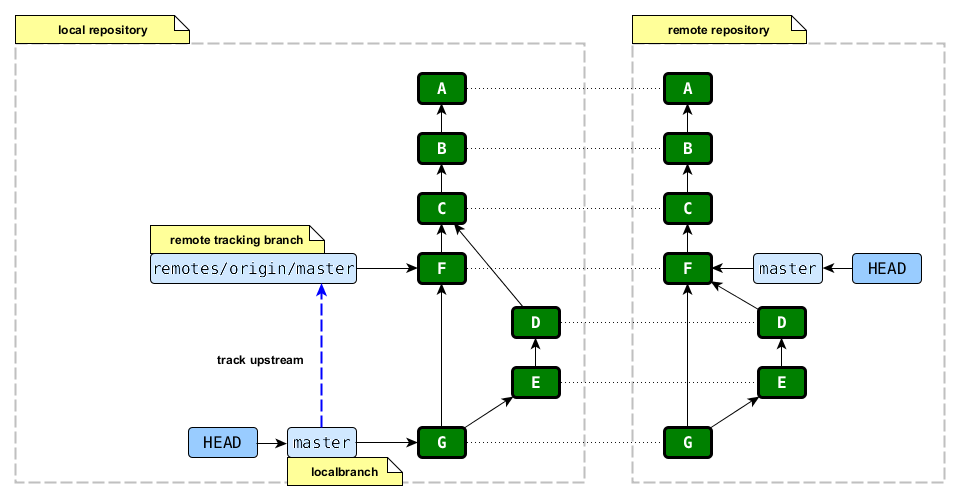 local repository
remote repository
A
A
B
B
C
C
remote tracking branch
remotes/origin/master
F
F
master
HEAD
D
D
track upstream
E
E
HEAD
master
G
G
localbranch